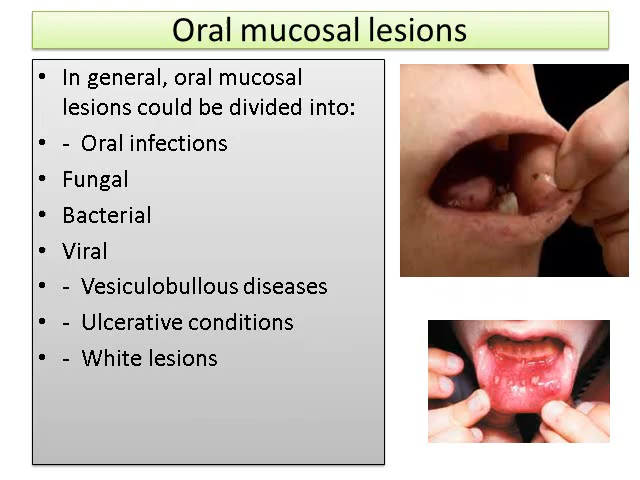 Oral mucosal lesions
• In general, oral mucosal
lesions could be divided into:
• - Oral infections
• Fungal
• Bacterial
• Viral
• - Vesiculobullous diseases
• - Ulcerative conditions
• - White lesions